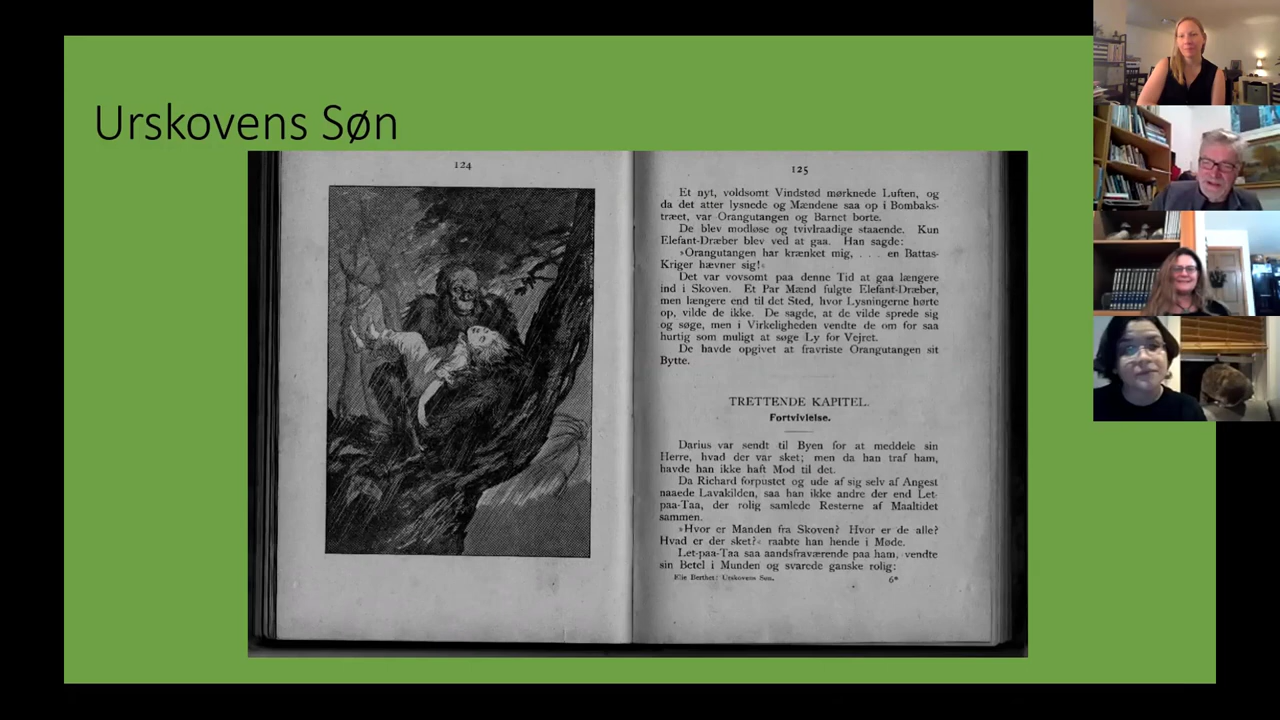 Urskovens Søn
124
125
Et nyt, voldsomt Vindstød mørknede Luften, og
da det atter lysnede og Mændene saa op i Bombaks-
træet, var Orangutangen og Barnet borte.
De blev modløse og tvivlraadige staaende. Kun
Elefant-Dræber blev ved at gaa. Han sagde:
»Orangutangen har krænket mig, . . . en Battas-
Kriger hævner sig!«
Det var vovsomt paa denne Tid at gaa længere
ind i Skoven. Et Par Mænd fulgte Elefant-Dræber,
men længere end til det Sted, hvor Lysningerne hørte
op, vilde de ikke. De sagde, at de vilde sprede sig
og søge, men i Virkeligheden vendte de om for saa
hurtig som muligt at søge Ly for Vejret.
De havde opgivet at fravriste Orangutangen sit
Bytte.
TRETTENDE KAPITEL.
Fortvivlelse.
Darius var sendt til Byen for at meddele sin
Herre, hvad der var sket; men da han traf ham,
havde han ikke haft Mod til det.
Da Richard forpustet og ude af sig selv af Angest
naaede Lavakilden, saa han ikke andre der end Let-
paa-Taa, der rolig samlede Resterne af Maaltidet
sammen.
»Hvor er Manden fra Skoven? Hvor er de alle?
Hvad er der sket?« raabte han hende i Møde.
Let-paa-Taa saa aandsfraværende paa ham, vendte
sin Betel i Munden og svarede ganske rolig:
Elie Berthet: Urskovens Søn.
6*